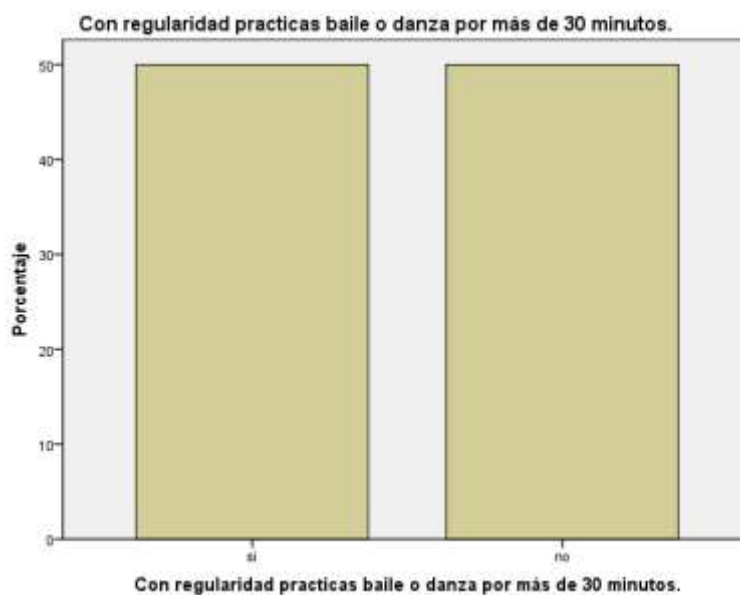 Con regularidad practicas baile o danza por más de 30 minutos.
Porcentaje
50
40
30
20
10
0
si
no
Con regularidad practicas baile o danza por más de 30 minutos.